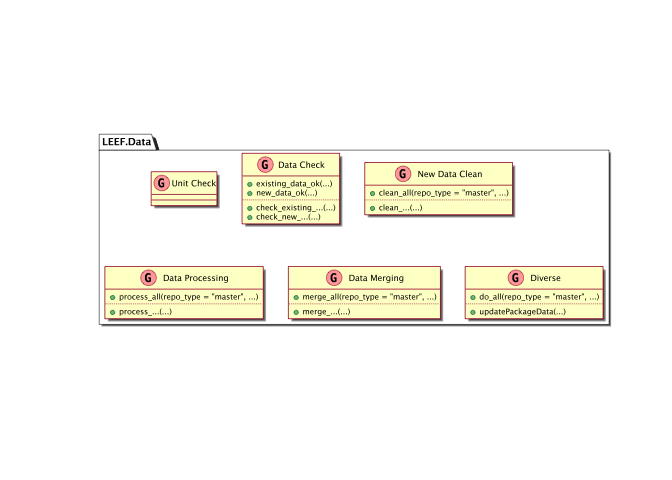 LEEF.Data
G Unit Check
G Data Check
existing_data_ok(...)
new_data_ok(...)
check_existing_...(...)
check_new_...(...)
G New Data Clean
clean_all(repo_type = "master", ...)
clean_...(...)
G Data Processing
process_all(repo_type = "master", ...)
process_...(...)
G Data Merging
merge_all(repo_type = "master", ...)
merge_...(...)
G Diverse
do_all(repo_type = "master", ...)
updatePackageData(...)